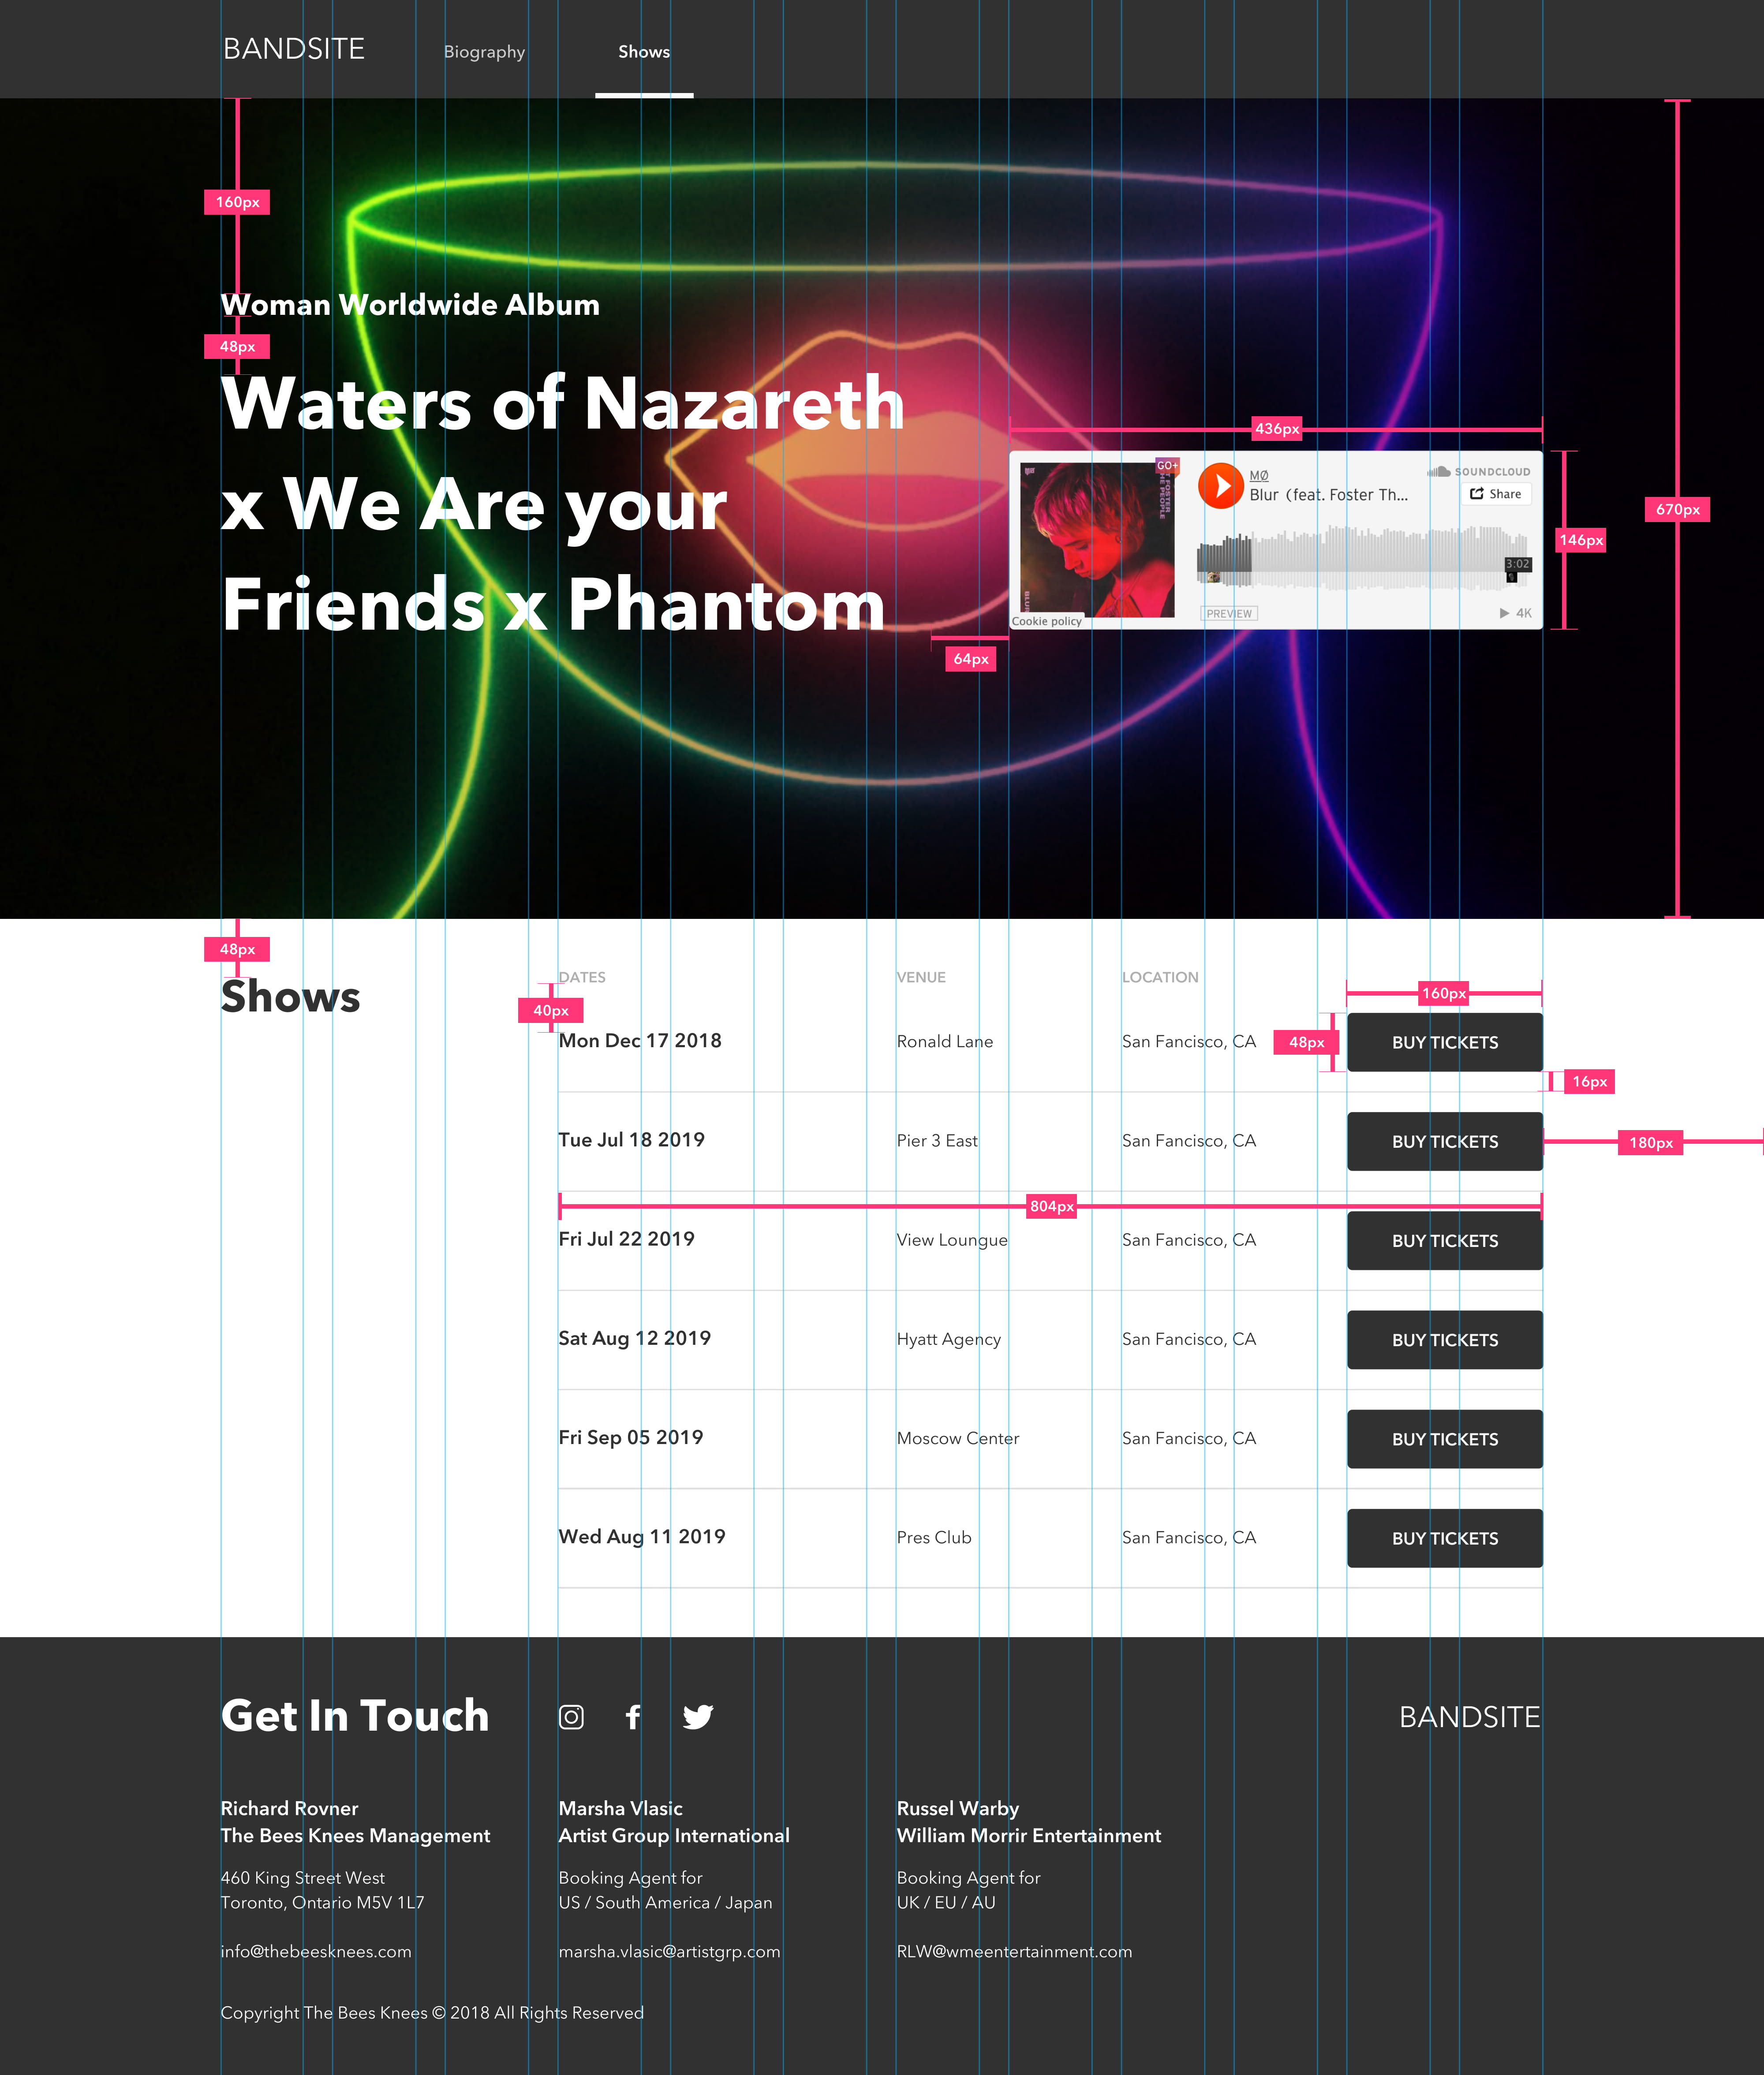 BANDSITE
Biography
Shows
160px
Woman Worldwide Album
48px
Waters of Nazareth
x We Are your
Friends x Phantom
436px
GO+
MØ
Blur (feat. Foster Th...
SOUNDCLOUD
Share
3:02
PREVIEW
4K
Cookie policy
64px
146px
670px
48px
Shows
DATES
VENUE
LOCATION
160px
40px
Mon Dec 17 2018
Ronald Lane
San Fancisco, CA
48px
BUY TICKETS
16px
Tue Jul 18 2019
Pier 3 East
San Fancisco, CA
BUY TICKETS
180px
804px
Fri Jul 22 2019
View Loungue
San Fancisco, CA
BUY TICKETS
Sat Aug 12 2019
Hyatt Agency
San Fancisco, CA
BUY TICKETS
Fri Sep 05 2019
Moscow Center
San Fancisco, CA
BUY TICKETS
Wed Aug 11 2019
Pres Club
San Fancisco, CA
BUY TICKETS
Get In Touch
BANDSITE
Richard Rovner
The Bees Knees Management
460 King Street West
Toronto, Ontario M5V 1L7
info@thebeesknees.com
Marsha Vlasic
Artist Group International
Booking Agent for
US / South America / Japan
marsha.vlasic@artistgrp.com
Russel Warby
William Morrir Entertainment
Booking Agent for
UK / EU / AU
RLW@wmeentertainment.com
Copyright The Bees Knees © 2018 All Rights Reserved